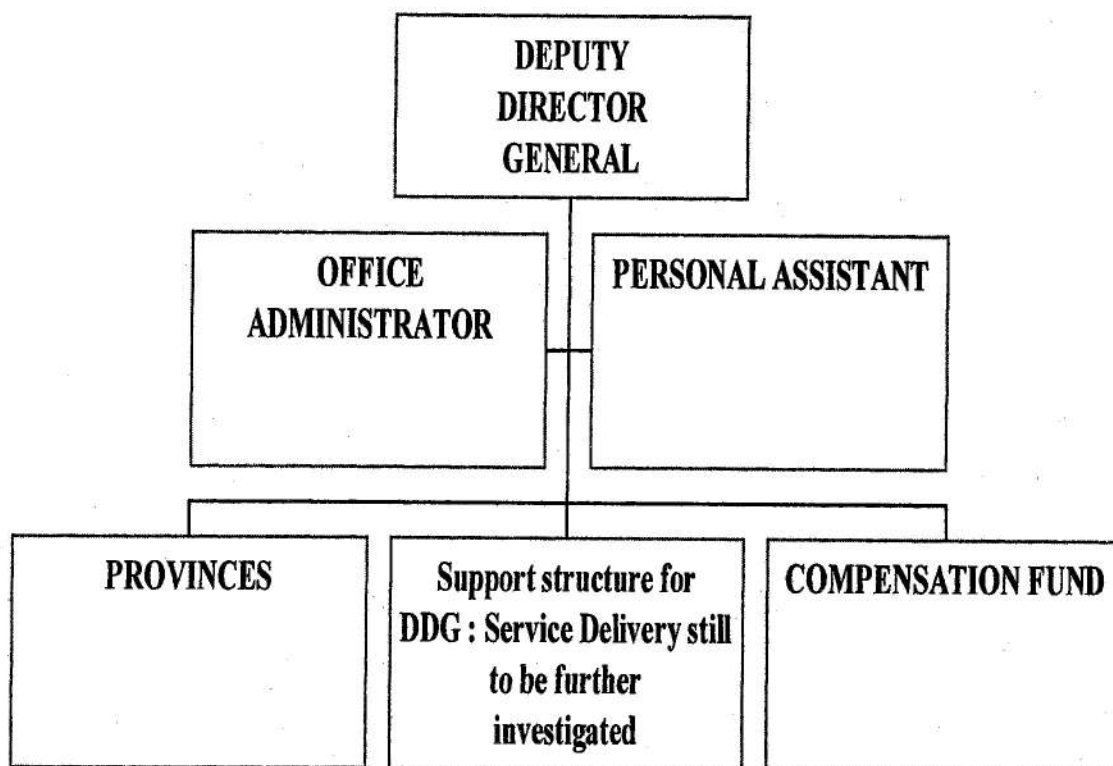 DEPUTY
DIRECTOR
GENERAL
OFFICE
ADMINISTRATOR
PERSONAL ASSISTANT
PROVINCES
Support structure for
DDG : Service Delivery still
to be further
investigated
COMPENSATION FUND